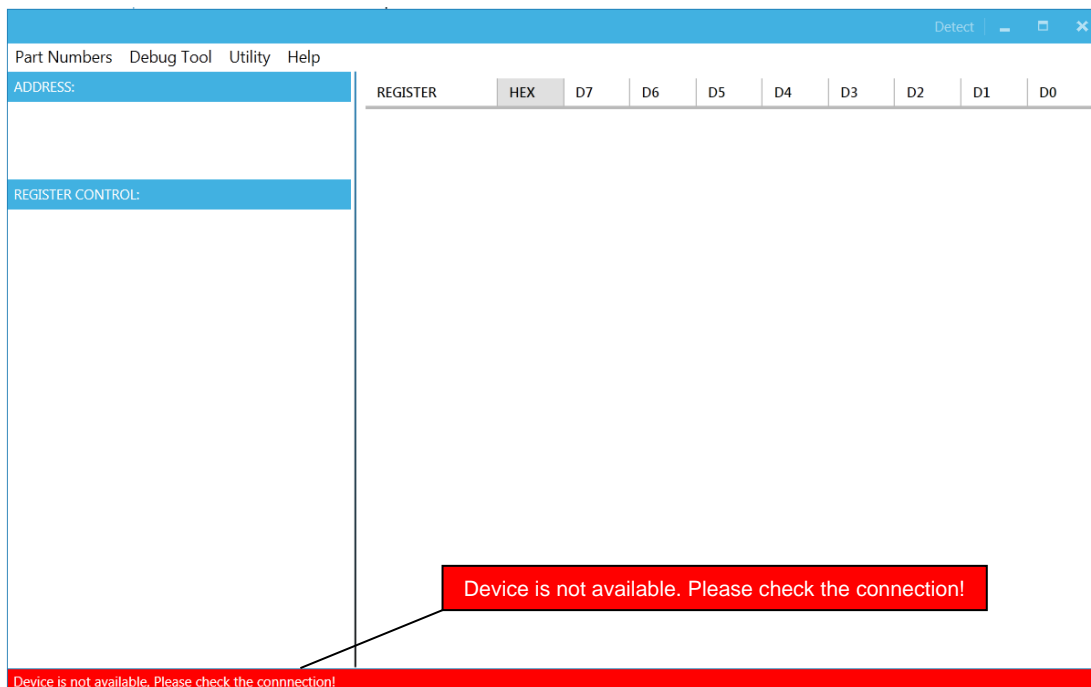 Detect
Part Numbers Debug Tool Utility Help
ADDRESS:
REGISTER HEX D7 D6 D5 D4 D3 D2 D1 D0
REGISTER CONTROL:
Device is not available. Please check the connection!
Device is not available. Please check the connnection!